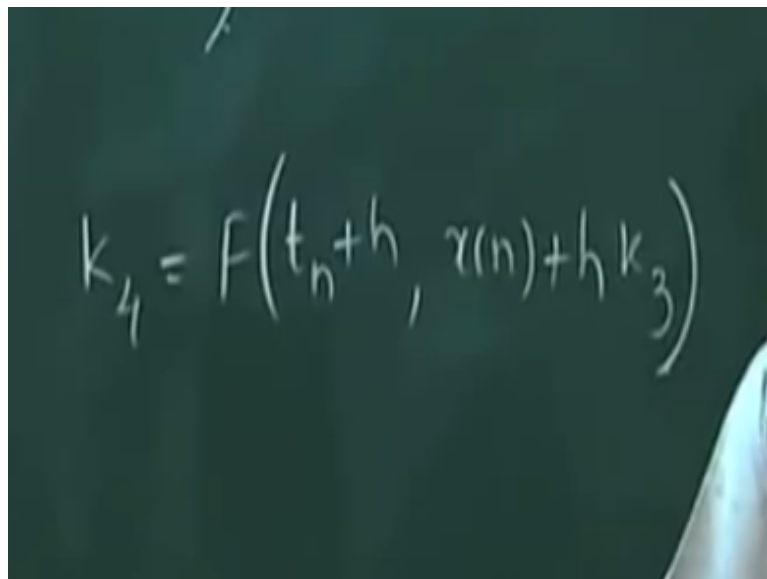 k₄ = F(tₙ+h, x(n)+hk₃)